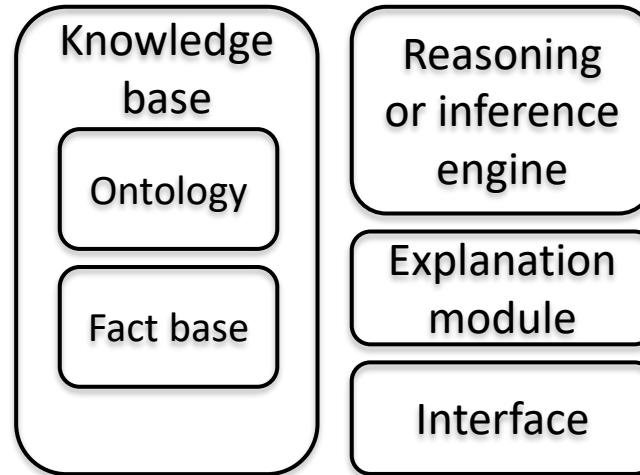 Knowledge
base
Ontology
Fact base
Reasoning
or inference
engine
Explanation
module
Interface